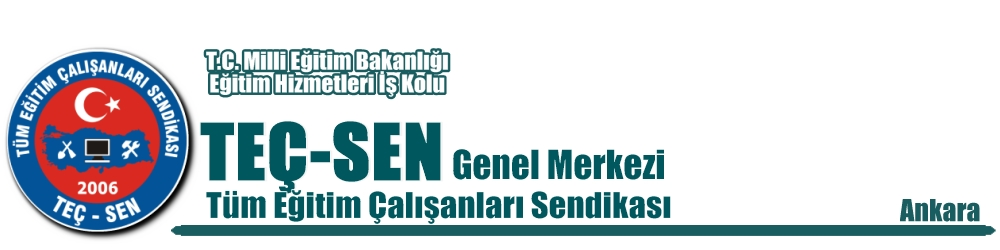 TÜM EĞİTİM ÇALIŞANLARI SENDİKASI
2006
TEÇ - SEN
T.C. Milli Eğitim Bakanlığı
Eğitim Hizmetleri İş Kolu
TEÇ-SEN Genel Merkezi
Tüm Eğitim Çalışanları Sendikası
Ankara